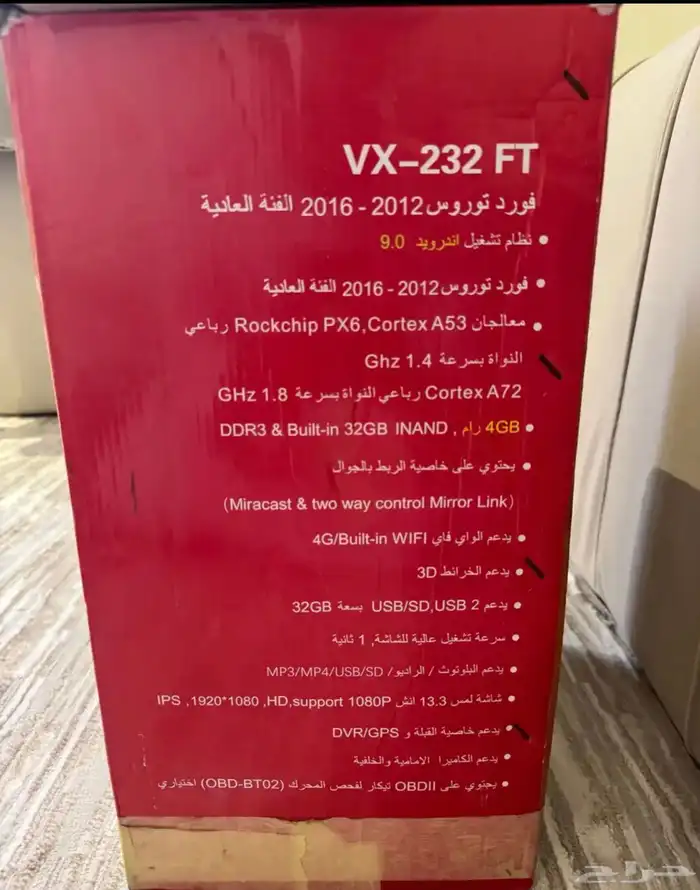 VX-232 FT
فورد توروس 2012 - 2016 الفئة العادية
• نظام تشغيل اندرويد 9.0
• فورد توروس 2012 - 2016 الفئة العادية
• معالجان Rockchip PX6,Cortex A53 رباعي
النواة بسرعة 1.4 Ghz
Cortex A72 رباعي النواة بسرعة 1.8 GHz
• 4GB رام , DDR3 & Built-in 32GB INAND
• يحتوي على خاصية الربط بالجوال
(Miracast & two way control Mirror Link)
• يدعم الواي فاي 4G/Built-in WIFI
• يدعم الخرائط 3D
• يدعم 2 USB/SD,USB بسعة 32GB
• سرعة تشغيل عالية للشاشة, 1 ثانية
• يدعم البلوتوث / الراديو/ MP3/MP4/USB/SD
• شاشة لمس 13.3 انش IPS ,1920*1080 ,HD,support 1080P
• يدعم خاصية القبلة و DVR/GPS
• يدعم الكاميرا الامامية والخلفية
• يحتوي على OBDII تيكار لفحص المحرك (OBD-BT02) اختياري
حراج